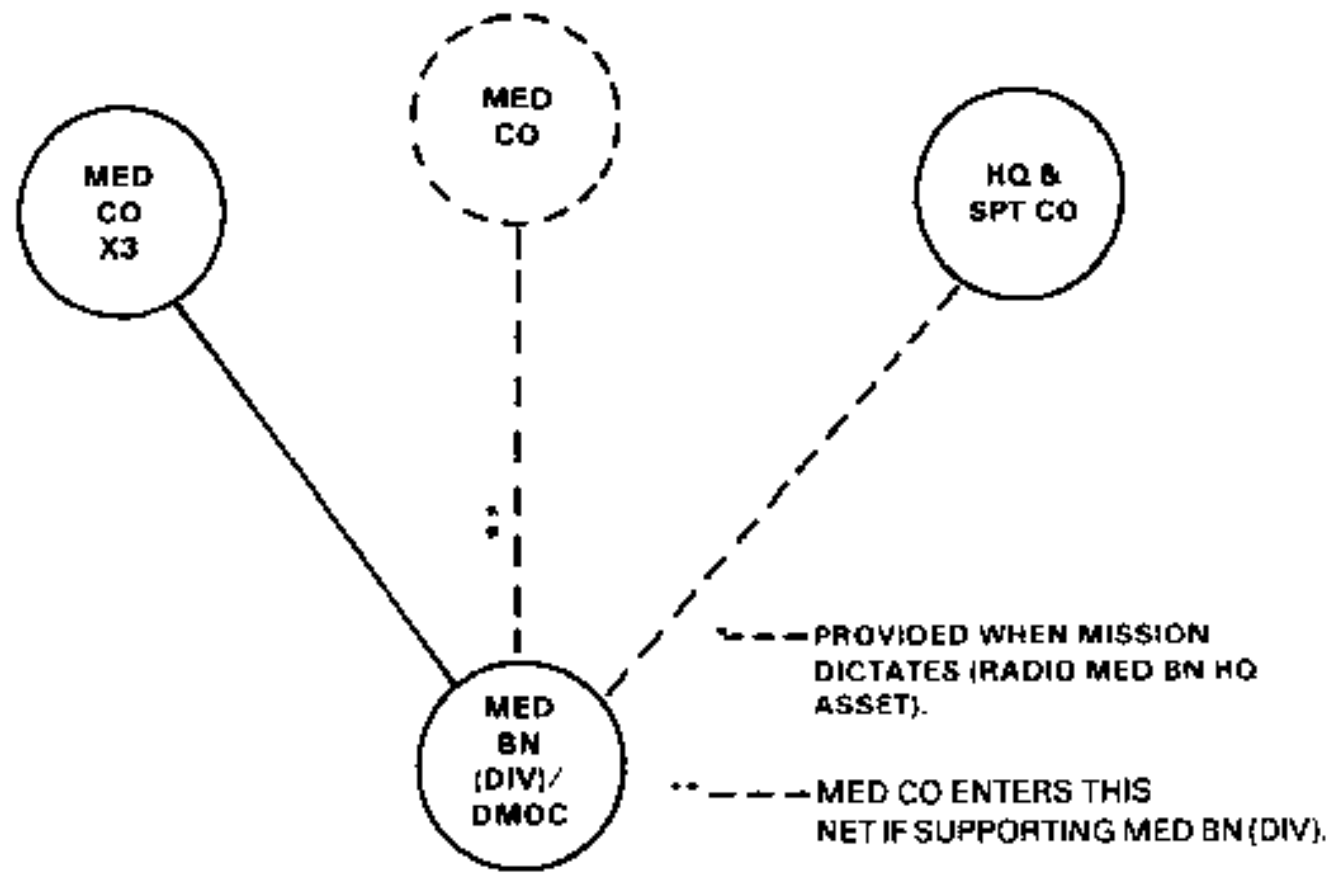 MED
CO
MED
CO
X3
HQ &
SPT CO
**
MED
BN
(DIV)/
DMOC
*--- PROVIDED WHEN MISSION
DICTATES (RADIO MED BN HQ
ASSET).
** --- MED CO ENTERS THIS
NET IF SUPPORTING MED BN (DIV).